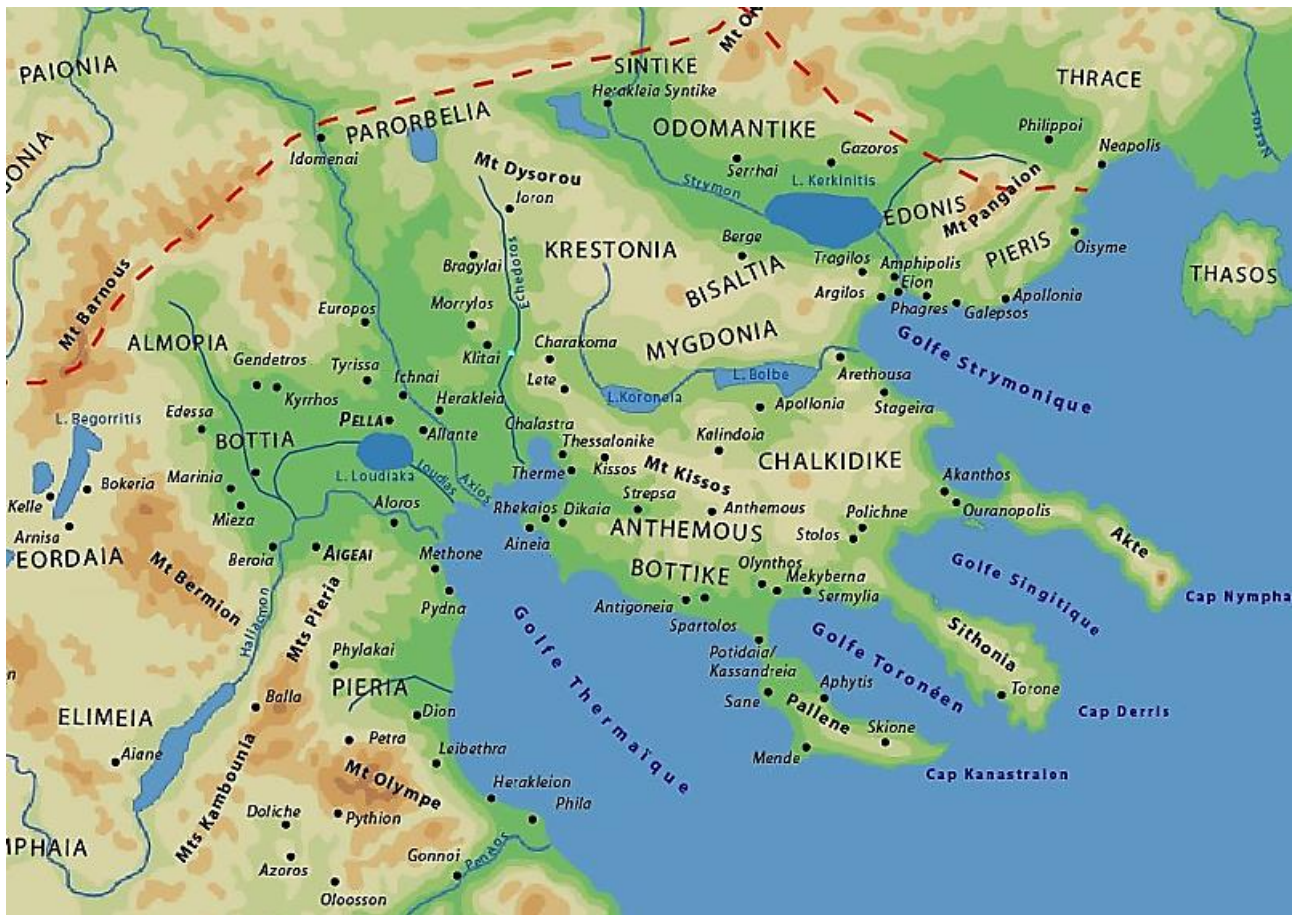 PAIONIA
SINTIKE
Mt O
THRACE
Herakleia Syntike
PARORBELIA
ODOMANTIKE
Philippoi
Nestos
Idomenai
Gazoros
Neapolis
ONIA
Mt Dysorou
Serrhai
Strymon
L. Kerkinitis
Ioron
EDONIS
Mt Pangaion
Berge
KRESTONIA
Oisyme
PIERIS
Bragylai
Echedoros
Tragilos
Amphipolis
THASOS
BISALTIA
Eion
Mt Barnous
Europos
Morrylos
Argilos
Phagres
Galepsos
Apollonia
ALMOPIA
MYGDONIA
Golfe Strymonique
Gendetros
Tyrissa
Klitai
Charakoma
Ichnai
L. Bolbe
Arethousa
Kyrrhos
Lete
Herakleia
L.Koroneia
Apollonia
Stageira
Edessa
L. Begorritis
PELLA
Allante
Chalastra
BOTTIA
Thessalonike
Kalindoia
CHALKIDIKE
Marinia
L. Loudiaka
Loudias
Axios
Therme
Kissos
Mt Kissos
Akanthos
Bokeria
Kelle
Aloros
Strepsa
Mieza
Rhekaios
Dikaia
Anthemous
Ouranopolis
Polichne
Arnisa
Aineia
ANTHEMOUS
Stolos
Akte
EORDAIA
Beroia
AIGEAI
Methone
BOTTIKE
Olynthos
Mekyberna
Golfe Singitique
Mt Bermion
Sermylia
Cap Nympha
Pydna
Antigoneia
Haliacmon
Mts Pieria
Golfe Thermaïque
Spartolos
Golfe Toronéen
Sithonia
Phylakai
Potidaia/
Kassandreia
PIERIA
Aphytis
Torone
Balla
Sane
Cap Derris
ELIMEIA
Dion
Pallene
Skione
Petra
Aiane
Leibethra
Mende
Mts Kambounia
Mt Olympe
Cap Kanastraion
Herakleion
Phila
Doliche
Pythion
MPHAIA
Gonnoi
Azoros
Oloosson